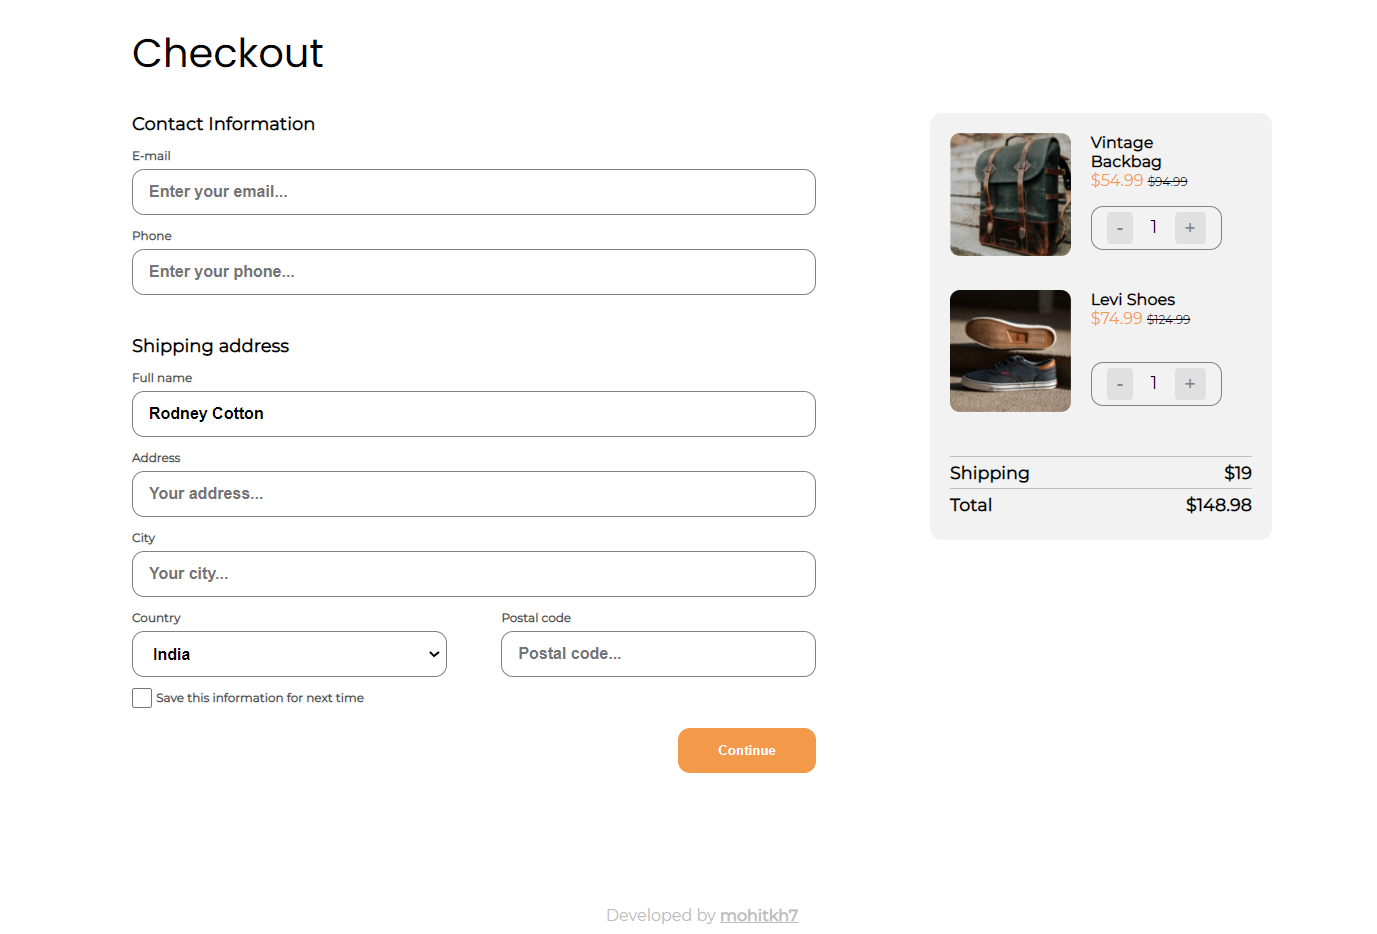 Checkout
Contact Information
E-mail
Enter your email...
Phone
Enter your phone...
Shipping address
Full name
Rodney Cotton
Address
Your address...
City
Your city...
Country
Postal code
India
Postal code...
Save this information for next time
Continue
Vintage
Backbag
$54.99 $94.99
- 1 +
Levi Shoes
$74.99 $124.99
- 1 +
Shipping $19
Total $148.98
Developed by mohitkh7